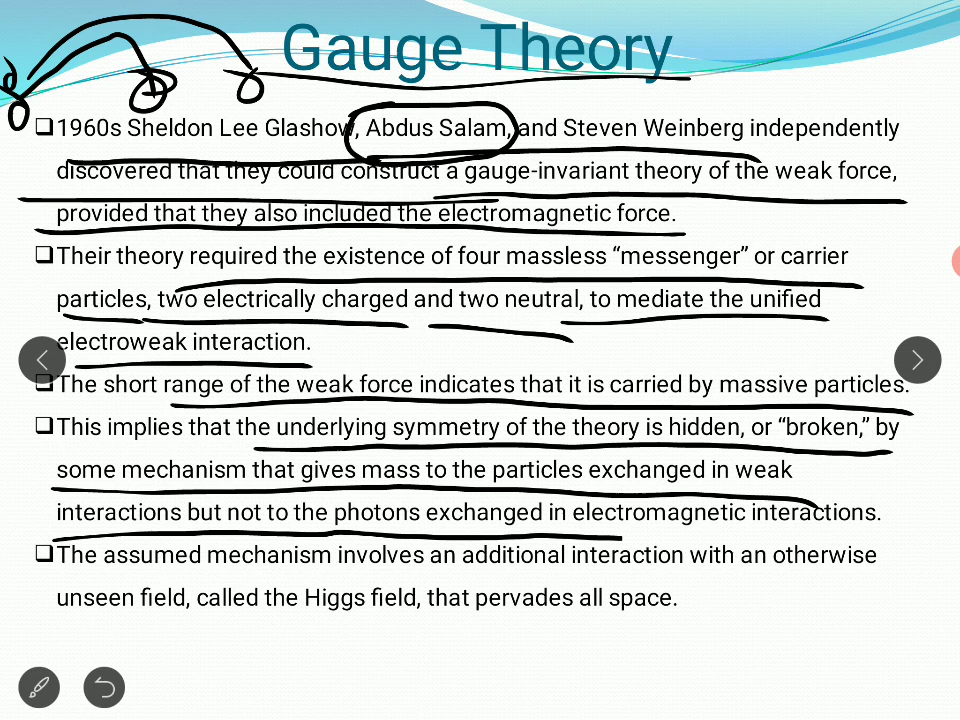 Gauge Theory
❑1960s Sheldon Lee Glashow, Abdus Salam, and Steven Weinberg independently
discovered that they could construct a gauge-invariant theory of the weak force,
provided that they also included the electromagnetic force.
❑Their theory required the existence of four massless “messenger” or carrier
particles, two electrically charged and two neutral, to mediate the unified
electroweak interaction.
❑The short range of the weak force indicates that it is carried by massive particles.
❑This implies that the underlying symmetry of the theory is hidden, or “broken,” by
some mechanism that gives mass to the particles exchanged in weak
interactions but not to the photons exchanged in electromagnetic interactions.
❑The assumed mechanism involves an additional interaction with an otherwise
unseen field, called the Higgs field, that pervades all space.